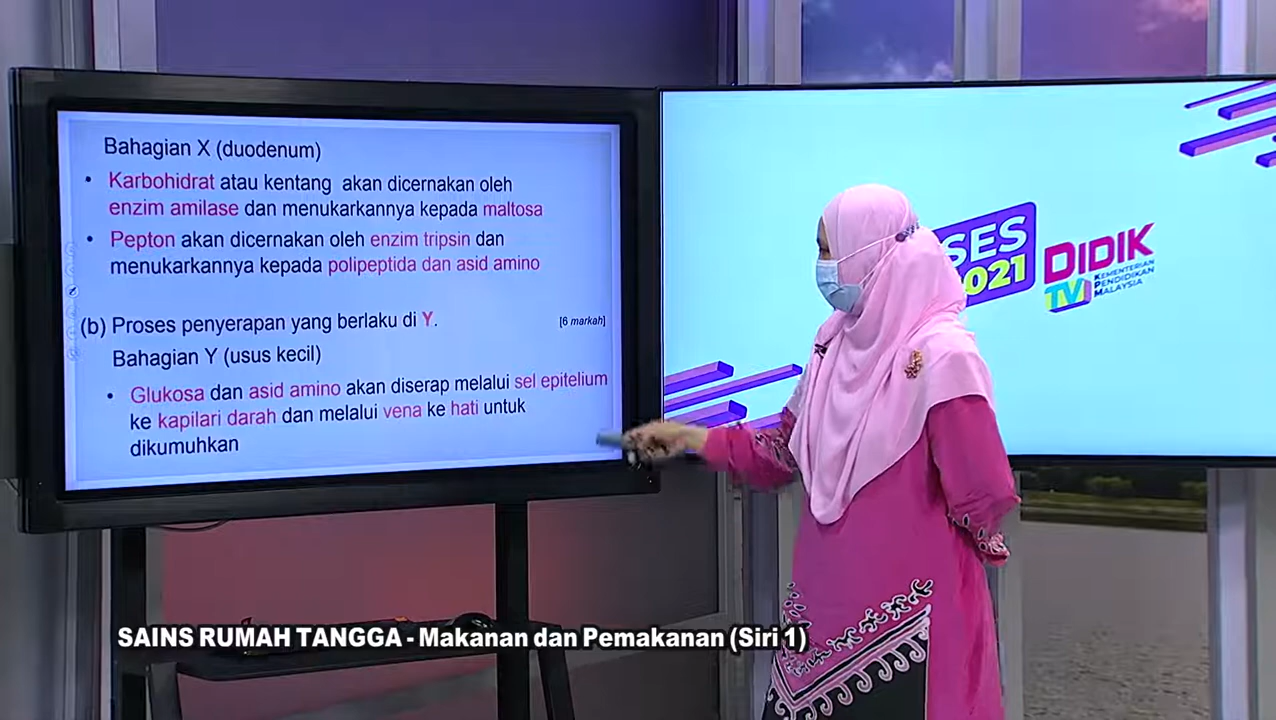 Bahagian X (duodenum)
• Karbohidrat atau kentang akan dicernakan oleh
enzim amilase dan menukarkannya kepada maltosa
• Pepton akan dicernakan oleh enzim tripsin dan
menukarkannya kepada polipeptida dan asid amino
(b) Proses penyerapan yang berlaku di Y.
[6 markah]
Bahagian Y (usus kecil)
• Glukosa dan asid amino akan diserap melalui sel epitelium
ke kapilari darah dan melalui vena ke hati untuk
dikumuhkan
SES
2021
DIDIK
TV
KEMENTERIAN
PENDIDIKAN
MALAYSIA
SAINS RUMAH TANGGA - Makanan dan Pemakanan (Siri 1)